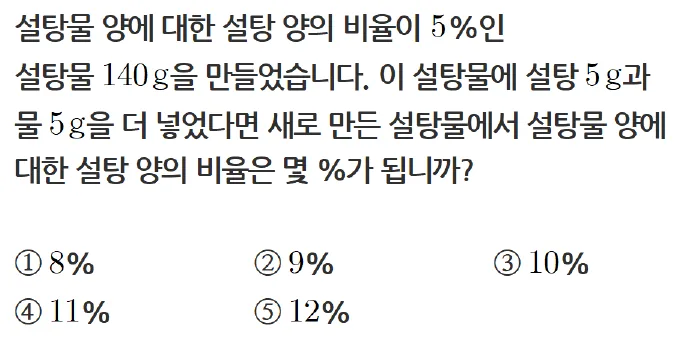 설탕물 양에 대한 설탕 양의 비율이 5%인
설탕물 140g을 만들었습니다. 이 설탕물에 설탕 5g과
물 5g을 더 넣었다면 새로 만든 설탕물에서 설탕물 양에
대한 설탕 양의 비율은 몇 %가 됩니까?
① 8% ② 9% ③ 10%
④ 11% ⑤ 12%